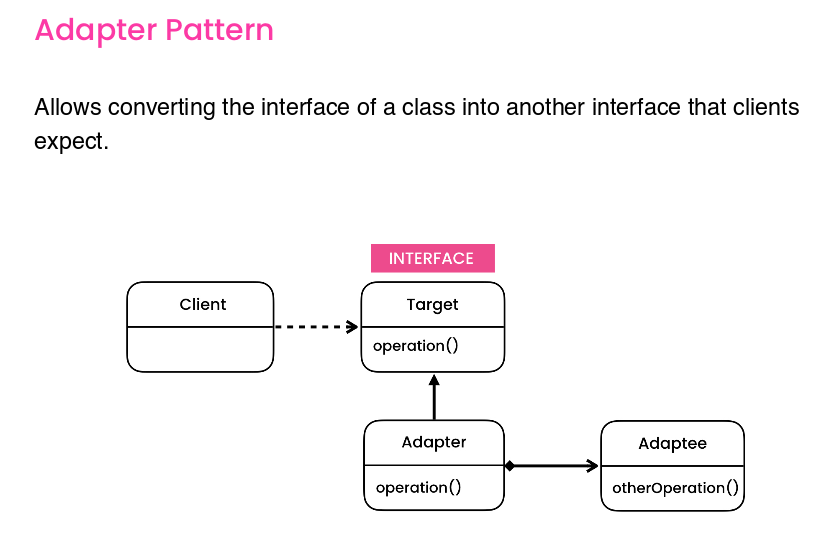 Adapter Pattern
Allows converting the interface of a class into another interface that clients
expect.
INTERFACE
Client
Target
operation()
Adapter
operation()
Adaptee
otherOperation()